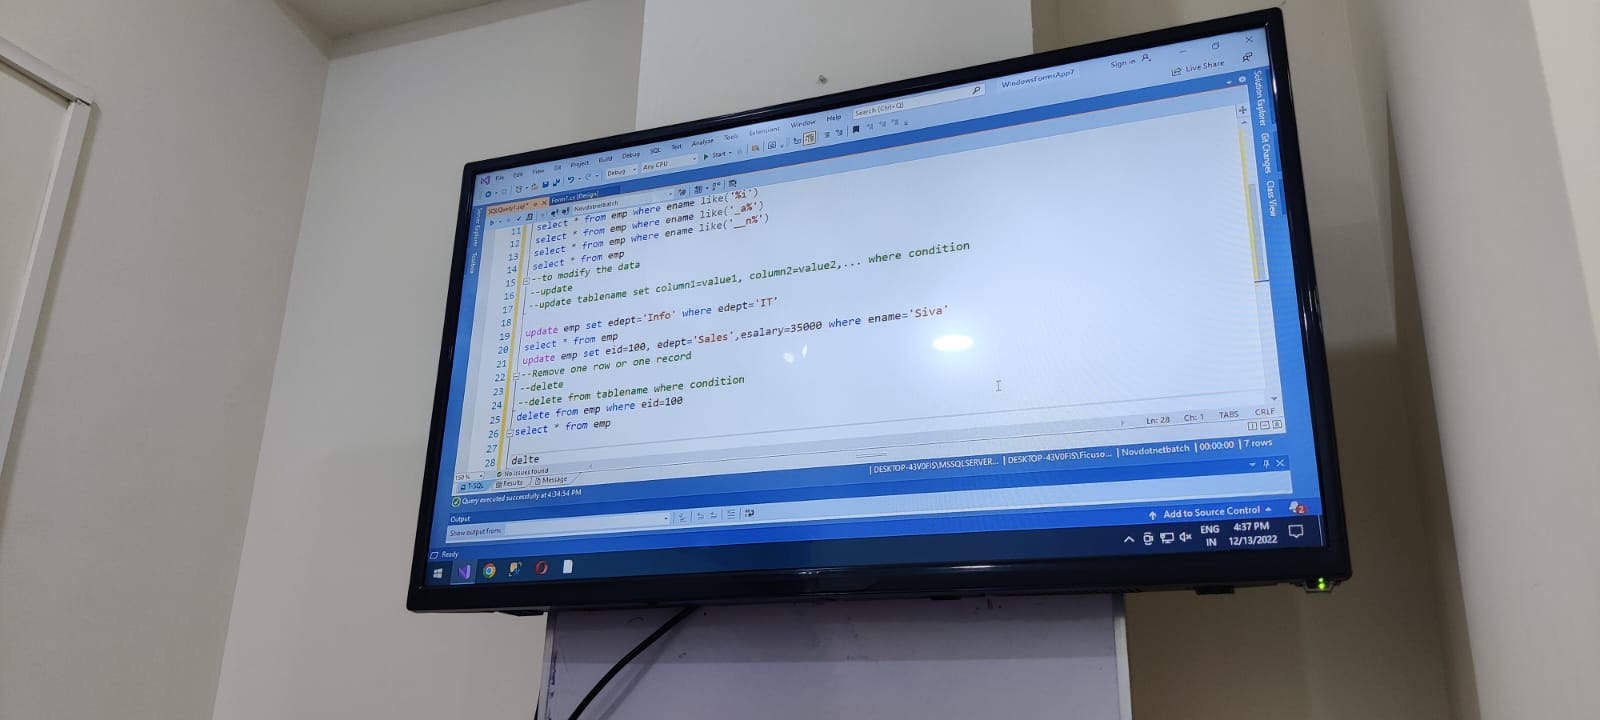 File Edit View Git Project Build Debug SQL Test Analyze Tools Extensions Window Help Search (Ctrl+Q) WindowsFormsApp7 Sign in
Debug Any CPU Start Live Share
SQLQuery1.sql * Form1.cs [Design]
Novdotnetbatch
Server Explorer Toolbox
Solution Explorer Git Changes Class View
11 select * from emp where ename like('%i')
12 select * from emp where ename like('_a%')
13 select * from emp where ename like('__n%')
14 select * from emp
15 --to modify the data
16 --update
17 --update tablename set column1=value1, column2=value2,... where condition
18
19 update emp set edept='Info' where edept='IT'
20 select * from emp
21 update emp set eid=100, edept='Sales',esalary=35000 where ename='Siva'
22 --Remove one row or one record
23 --delete
24 --delete from tablename where condition
25 delete from emp where eid=100
26 select * from emp
27
28 delte
150 % No issues found Ln: 28 Ch: 1 TABS CRLF
T-SQL Results Message
Query executed successfully at 4:34:54 PM DESKTOP-43V0FIS\MSSQLSERVER... DESKTOP-43V0FIS\Ficuso... Novdotnetbatch 00:00:00 7 rows
Output
Show output from:
Ready Add to Source Control 2
ENG 4:37 PM
IN 12/13/2022